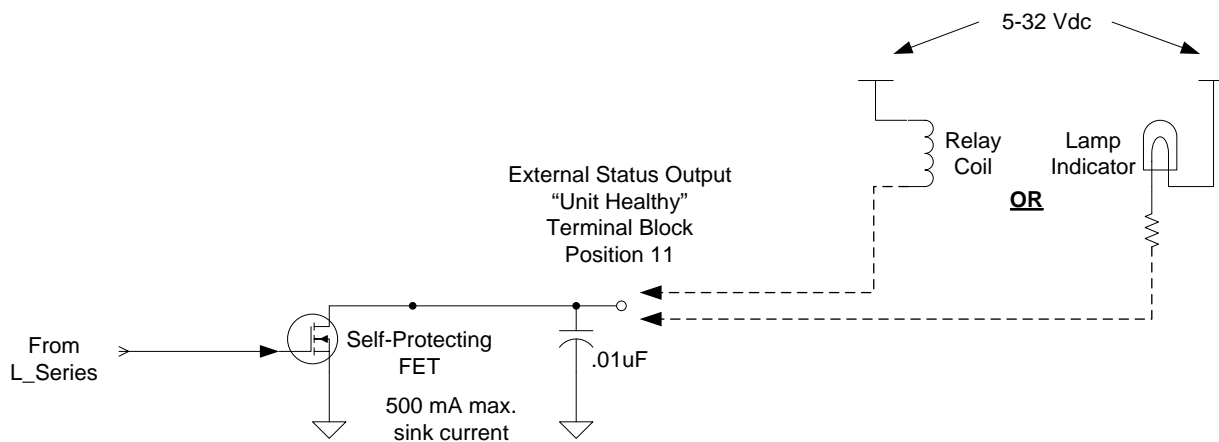 5-32 Vdc
Relay
Coil
Lamp
Indicator
OR
External Status Output
“Unit Healthy”
Terminal Block
Position 11
From
L_Series
Self-Protecting
FET
.01uF
500 mA max.
sink current